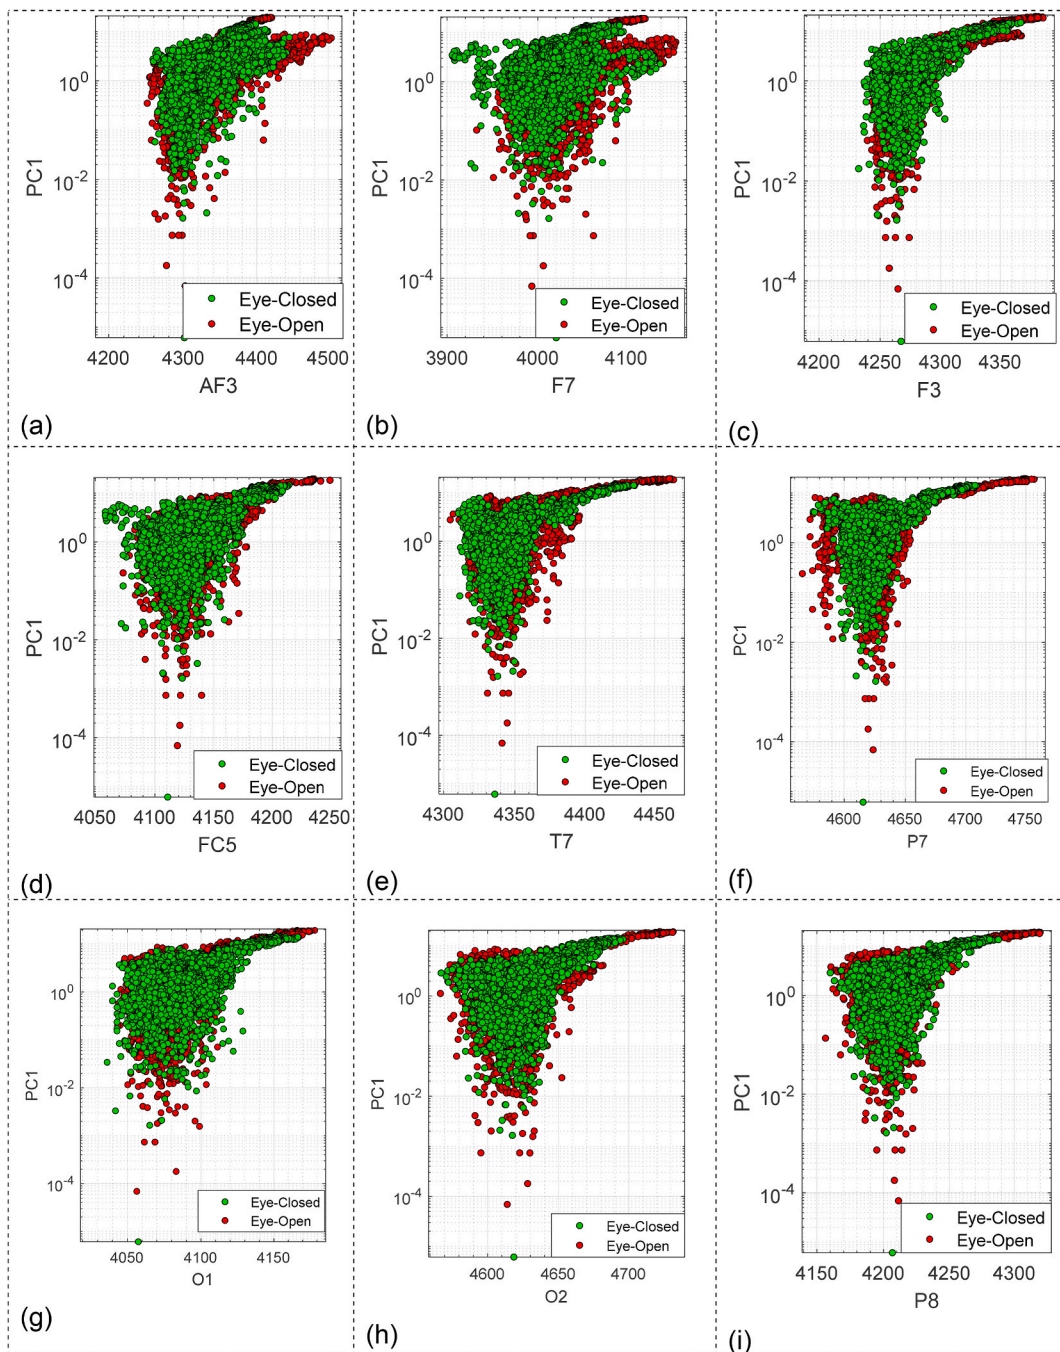 PC1
10^0
10^-2
10^-4
Eye-Closed
Eye-Open
4200 4300 4400 4500
AF3
(a)
PC1
10^0
10^-2
10^-4
Eye-Closed
Eye-Open
3900 4000 4100
F7
(b)
PC1
10^0
10^-2
10^-4
Eye-Closed
Eye-Open
4200 4250 4300 4350
F3
(c)
PC1
10^0
10^-2
10^-4
Eye-Closed
Eye-Open
4050 4100 4150 4200 4250
FC5
(d)
PC1
10^0
10^-2
10^-4
Eye-Closed
Eye-Open
4300 4350 4400 4450
T7
(e)
PC1
10^0
10^-2
10^-4
Eye-Closed
Eye-Open
4600 4650 4700 4750
P7
(f)
PC1
10^0
10^-2
10^-4
Eye-Closed
Eye-Open
4050 4100 4150
O1
(g)
PC1
10^0
10^-2
10^-4
Eye-Closed
Eye-Open
4600 4650 4700
O2
(h)
PC1
10^0
10^-2
10^-4
Eye-Closed
Eye-Open
4150 4200 4250 4300
P8
(i)